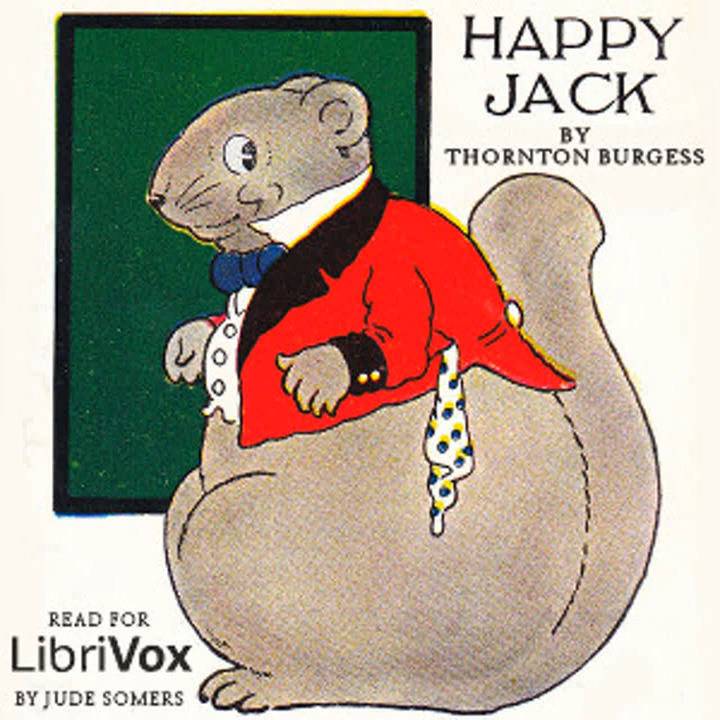 HAPPY
JACK
BY
THORNTON BURGESS
READ FOR
LibriVox
BY JUDE SOMERS